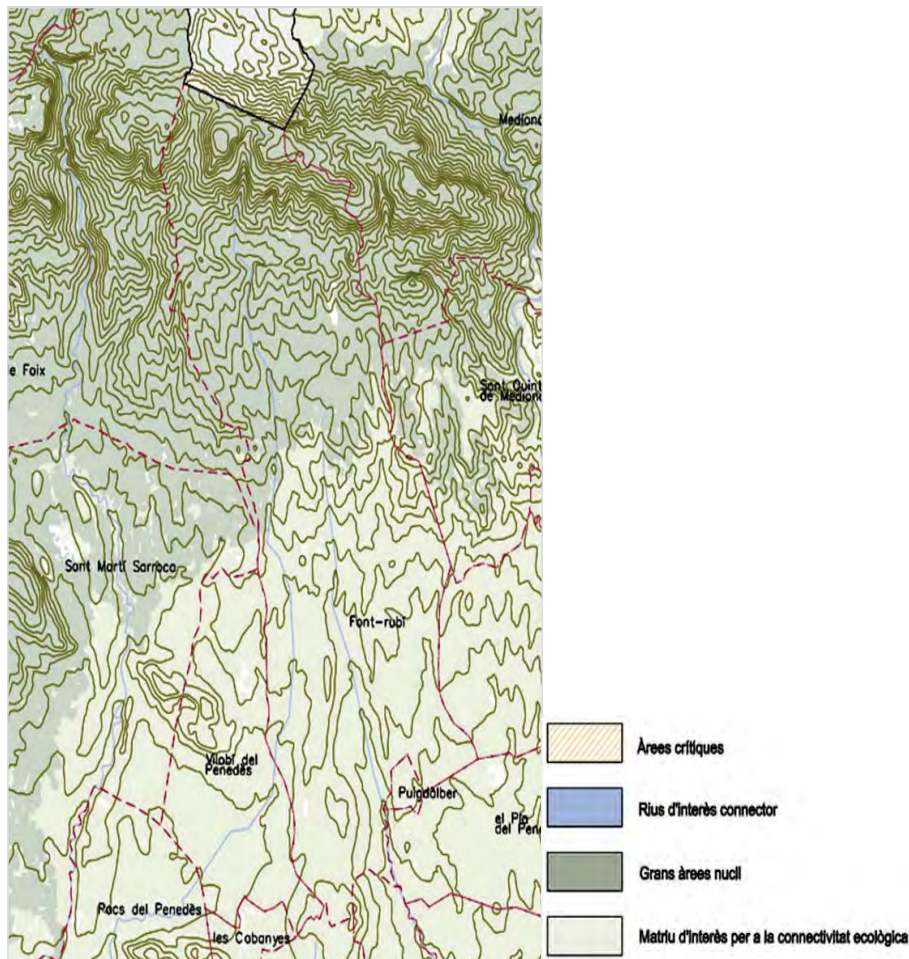 Mediona
e Foix
Sant Quint
de Mediona
Sant Martí Sarroca
Font-rubí
Vilobí del
Penedès
Puigdàlber
el Pla
del Pene
Pacs del Penedès
les Cabanyes
Àrees crítiques
Rius d'interès connector
Grans àrees nucli
Matriu d'interès per a la connectivitat ecològica